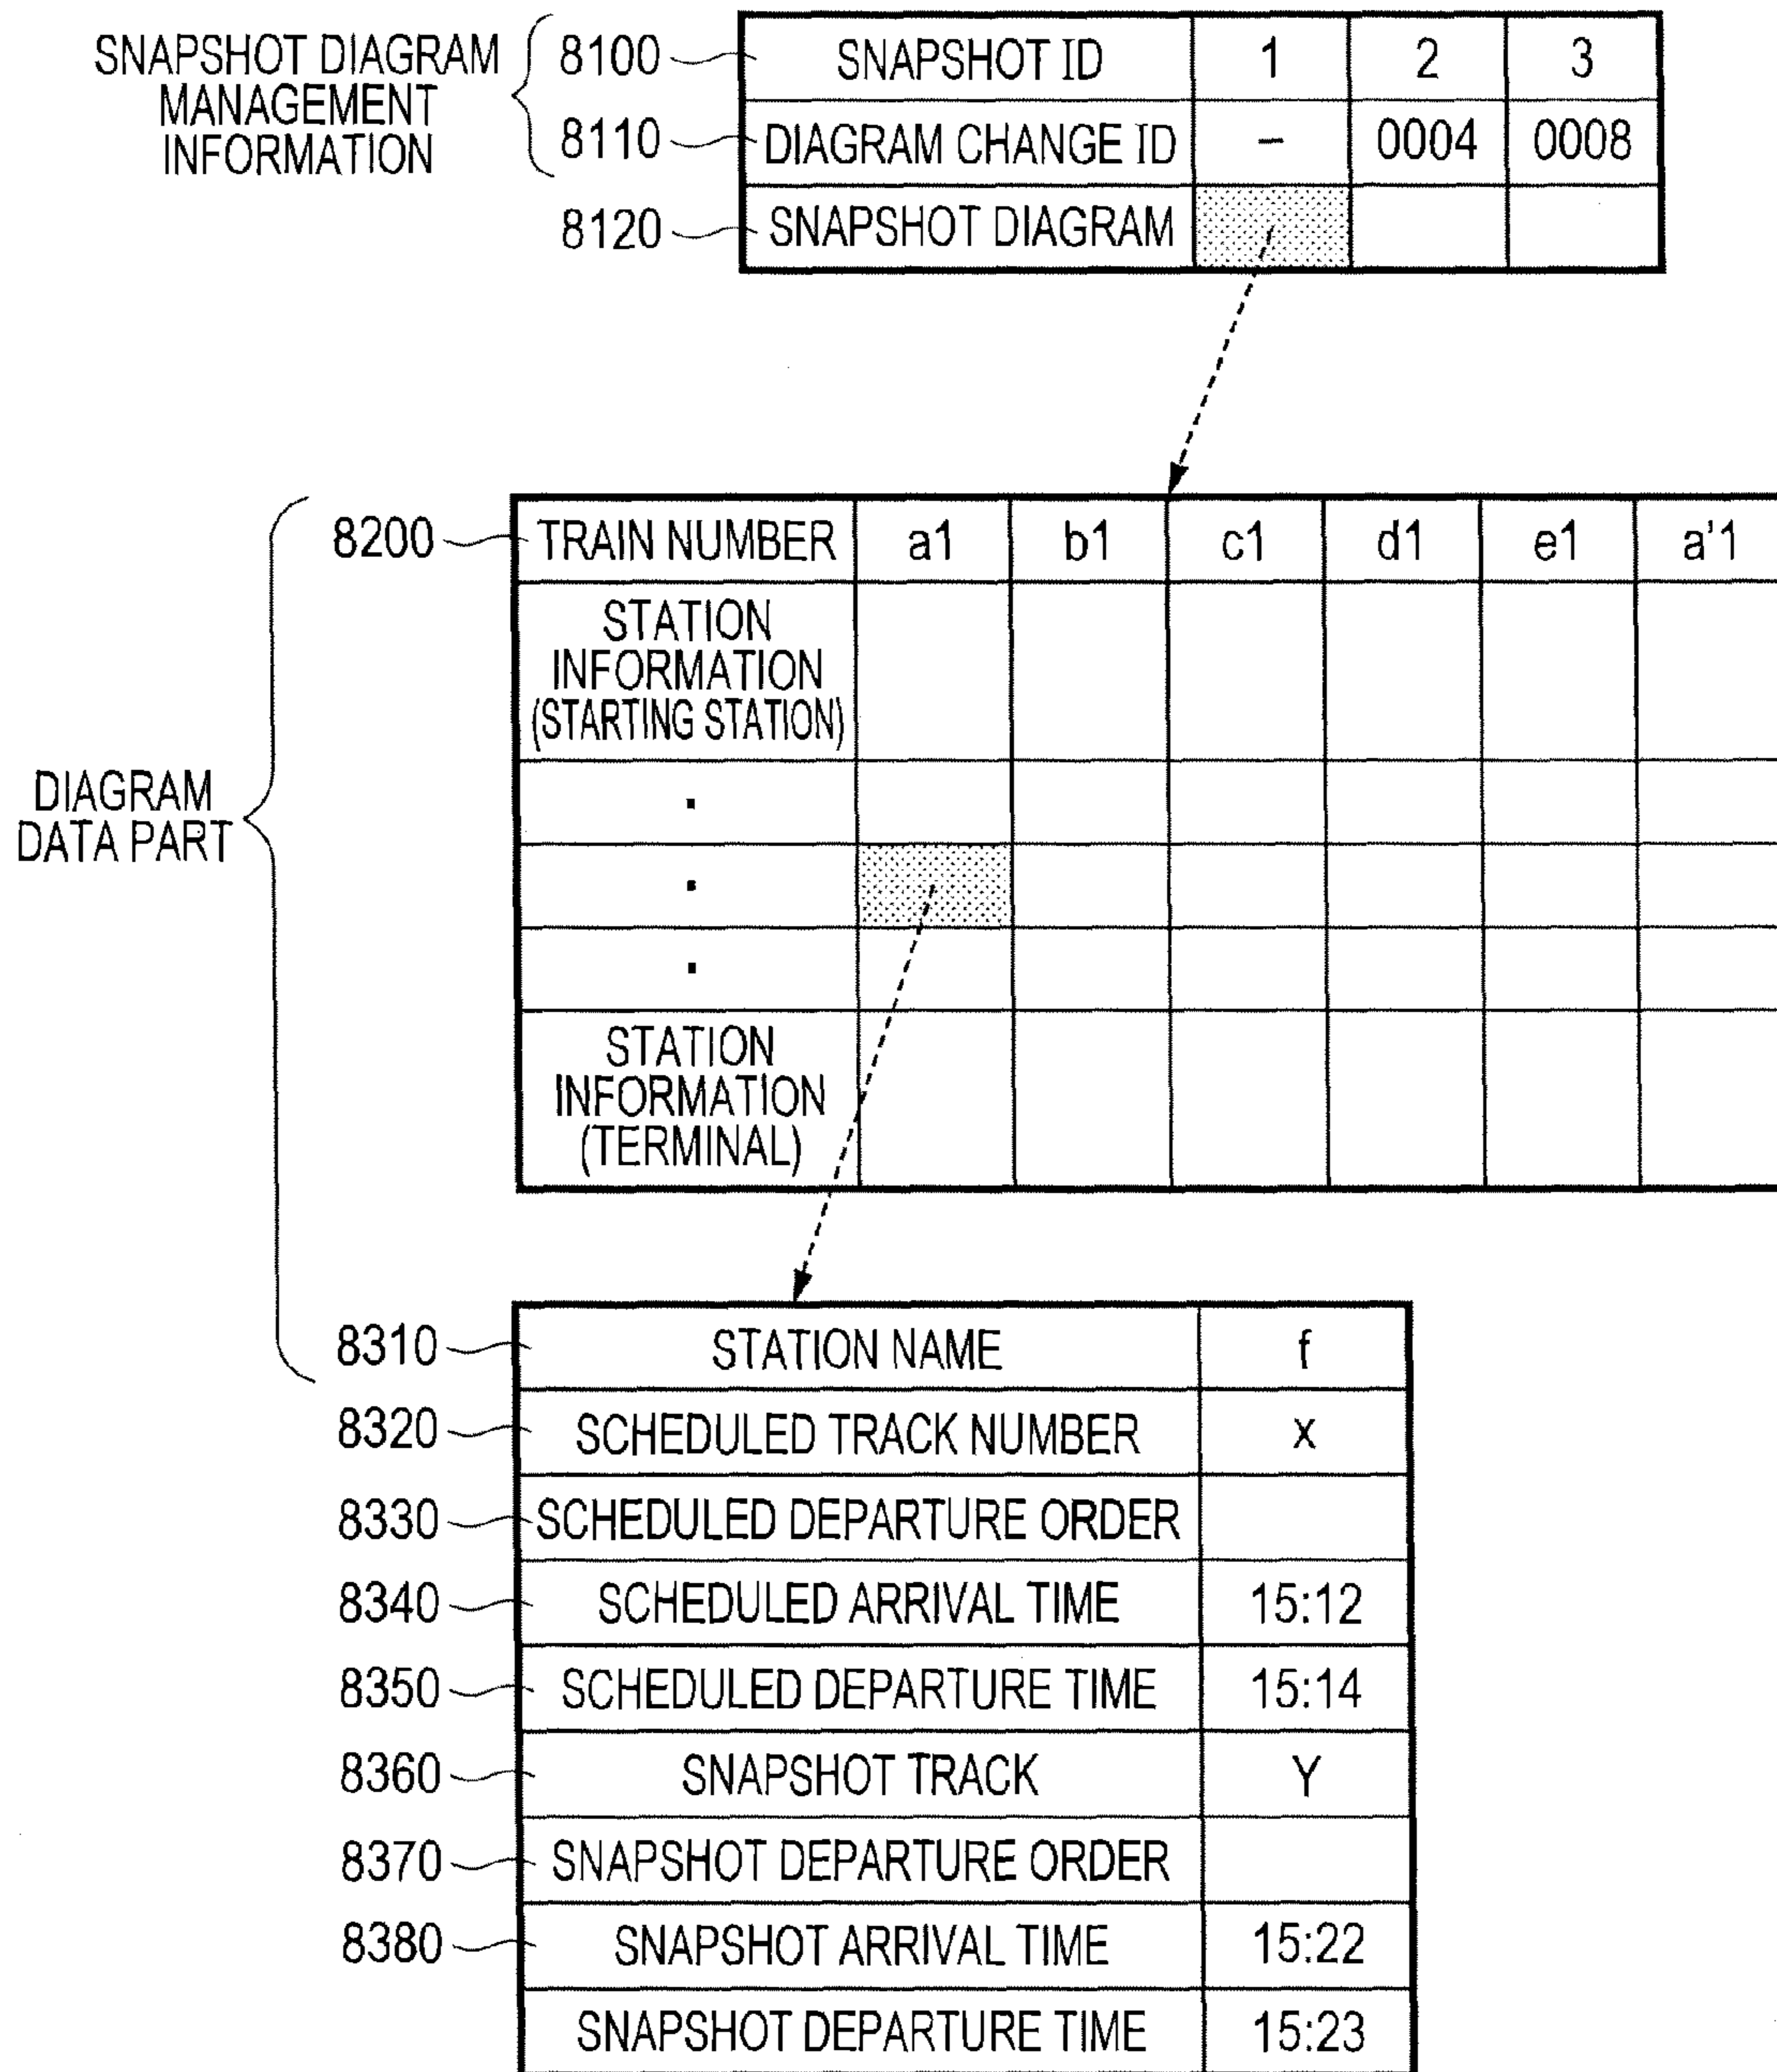 SNAPSHOT DIAGRAM
MANAGEMENT
INFORMATION
8100 SNAPSHOT ID 1 2 3
8110 DIAGRAM CHANGE ID – 0004 0008
8120 SNAPSHOT DIAGRAM
DIAGRAM
DATA PART
8200 TRAIN NUMBER a1 b1 c1 d1 e1 a'1
STATION
INFORMATION
(STARTING STATION)
.
.
.
STATION
INFORMATION
(TERMINAL)
8310 STATION NAME f
8320 SCHEDULED TRACK NUMBER X
8330 SCHEDULED DEPARTURE ORDER
8340 SCHEDULED ARRIVAL TIME 15:12
8350 SCHEDULED DEPARTURE TIME 15:14
8360 SNAPSHOT TRACK Y
8370 SNAPSHOT DEPARTURE ORDER
8380 SNAPSHOT ARRIVAL TIME 15:22
SNAPSHOT DEPARTURE TIME 15:23